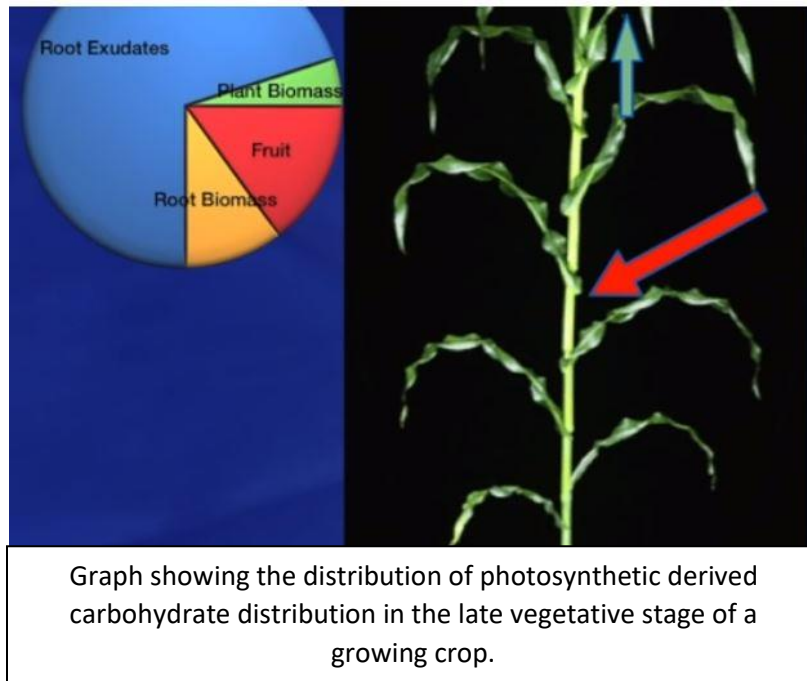 Root Exudates
Plant Biomass
Fruit
Root Biomass
Graph showing the distribution of photosynthetic derived
carbohydrate distribution in the late vegetative stage of a
growing crop.